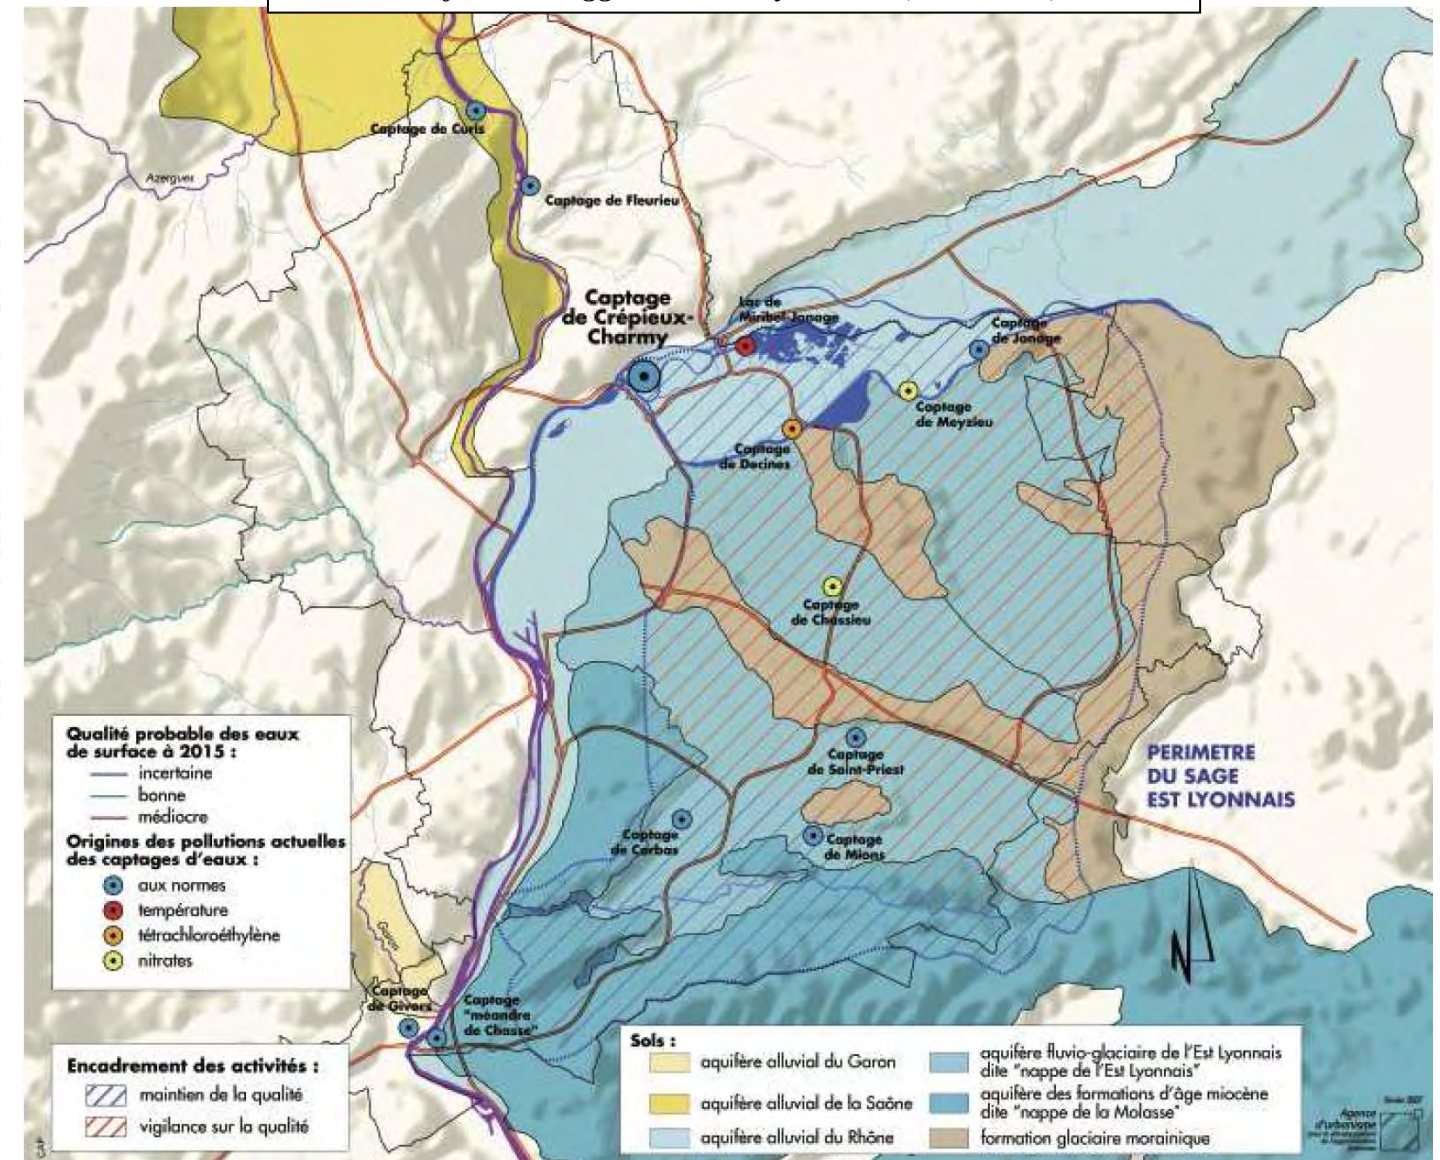 Captage de Curis
Azergues
Captage de Fleurieu
Captage
de Crépieux-
Charmy
Lac de
Miribel-Jonage
Captage
de Jonage
Captage
de Meyzieu
Captage
de Decines
Captage
de Chassieu
Captage
de Saint-Priest
PERIMETRE
DU SAGE
EST LYONNAIS
Captage
de Corbas
Captage
de Mions
Qualité probable des eaux
de surface à 2015 :
incertaine
bonne
médiocre
Origines des pollutions actuelles
des captages d'eaux :
aux normes
température
tétrachloroéthylène
nitrates
Garon
Captage
de Givors
Captage
"méandre
de Chasse"
N
Encadrement des activités :
maintien de la qualité
vigilance sur la qualité
Sols :
aquifère alluvial du Garon
aquifère alluvial de la Saône
aquifère alluvial du Rhône
aquifère fluvio-glaciaire de l'Est Lyonnais
dite "nappe de l'Est Lyonnais"
aquifère des formations d'âge miocène
dite "nappe de la Molasse"
formation glaciaire morainique
Agence
d'urbanisme